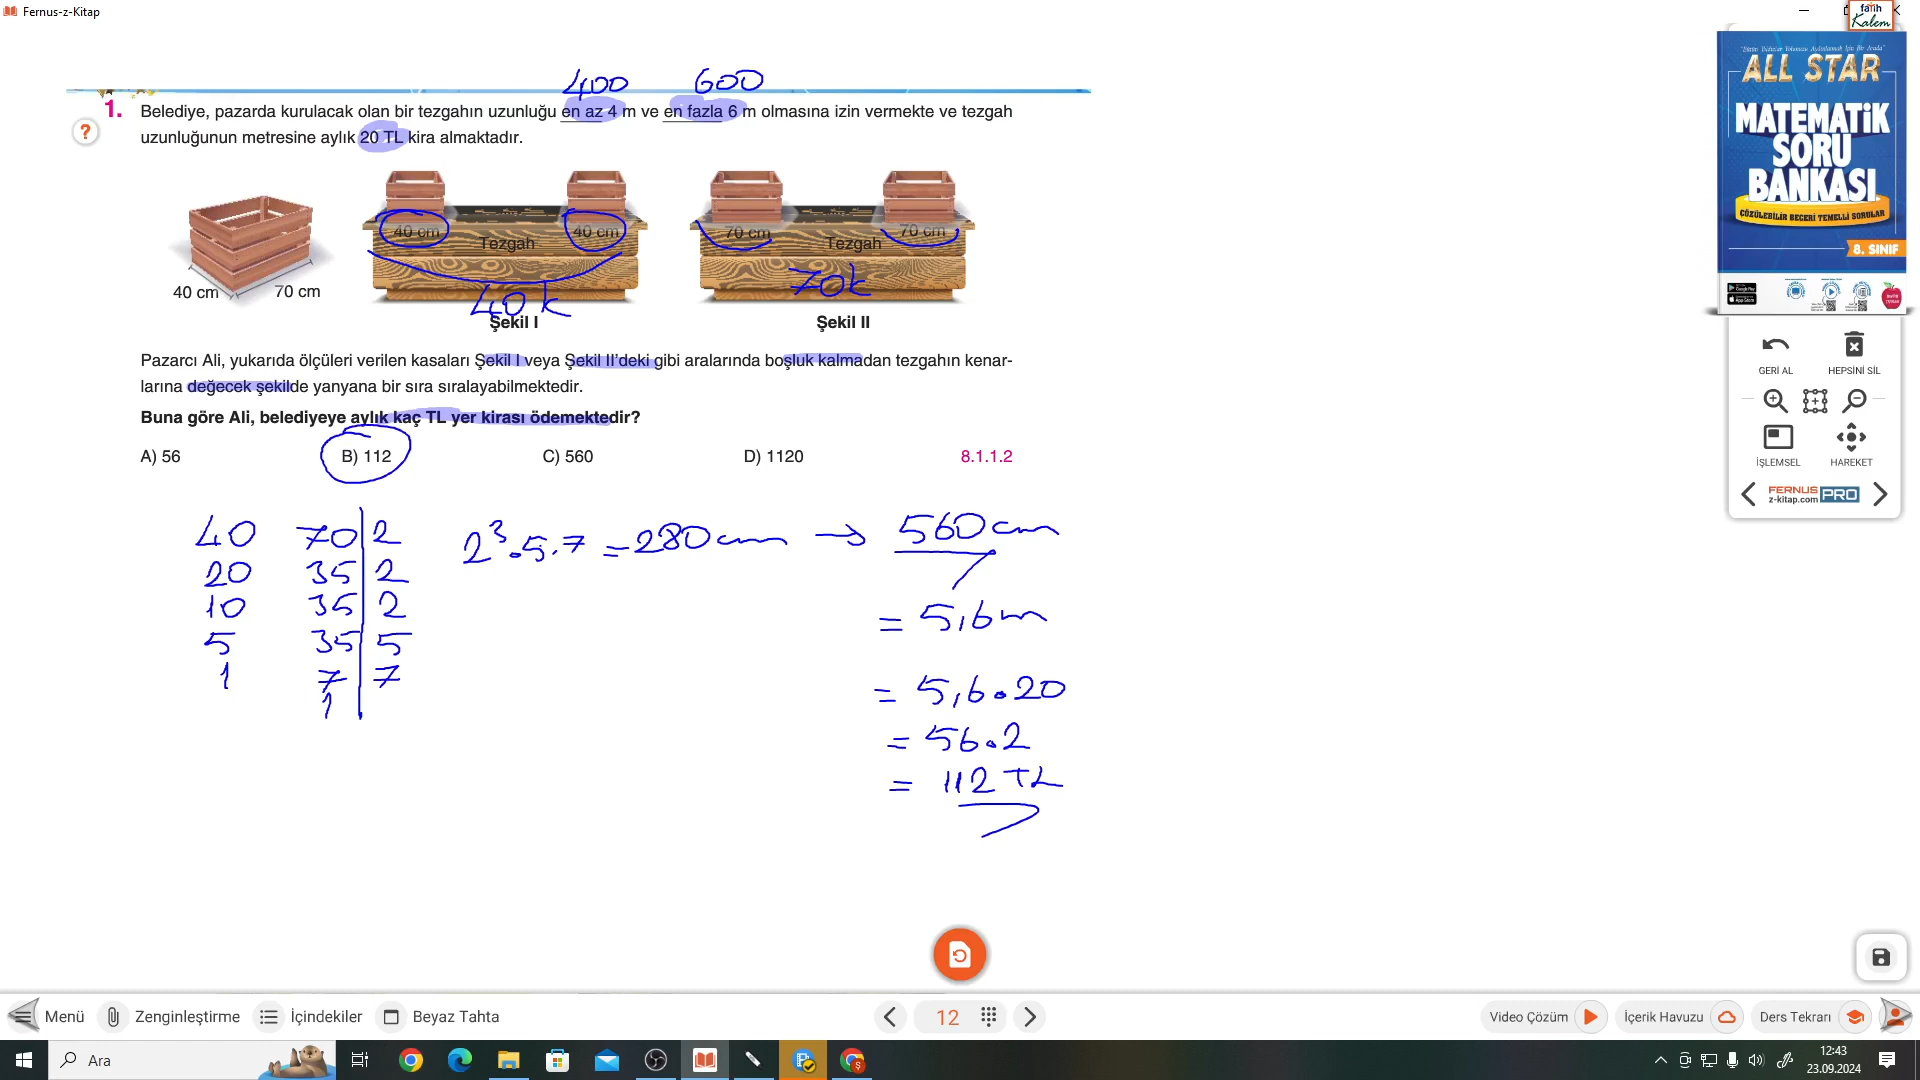 Fernus-z-Kitap
fatih
Kalem
400 600
1. Belediye, pazarda kurulacak olan bir tezgahın uzunluğu en az 4 m ve en fazla 6 m olmasına izin vermekte ve tezgah
? uzunluğunun metresine aylık 20 TL kira almaktadır.
40 cm 70 cm
40 cm Tezgah 40 cm
40k
Şekil I
70 cm Tezgah 70 cm
70k
Şekil II
Pazarcı Ali, yukarıda ölçüleri verilen kasaları Şekil I veya Şekil II'deki gibi aralarında boşluk kalmadan tezgahın kenar-
larına değecek şekilde yanyana bir sıra sıralayabilmektedir.
Buna göre Ali, belediyeye aylık kaç TL yer kirası ödemektedir?
A) 56 B) 112 C) 560 D) 1120 8.1.1.2
40 70 2
20 35 2
10 35 2
5 35 5
1 7 7
1
2³.5.7 = 280cm → 560cm
= 5,6m
= 5,6.20
= 56.2
= 112 TL
ALL STAR
MATEMATİK
SORU
BANKASI
ÇÖZÜLEBİLİR BECERİ TEMELLİ SORULAR
8. SINIF
GERİ AL HEPSİNİ SİL
İŞLEMSEL HAREKET
FERNUS PRO
z-kitap.com
Menü Zenginleştirme İçindekiler Beyaz Tahta 12 Video Çözüm İçerik Havuzu Ders Tekrarı
Ara
12:43
23.09.2024